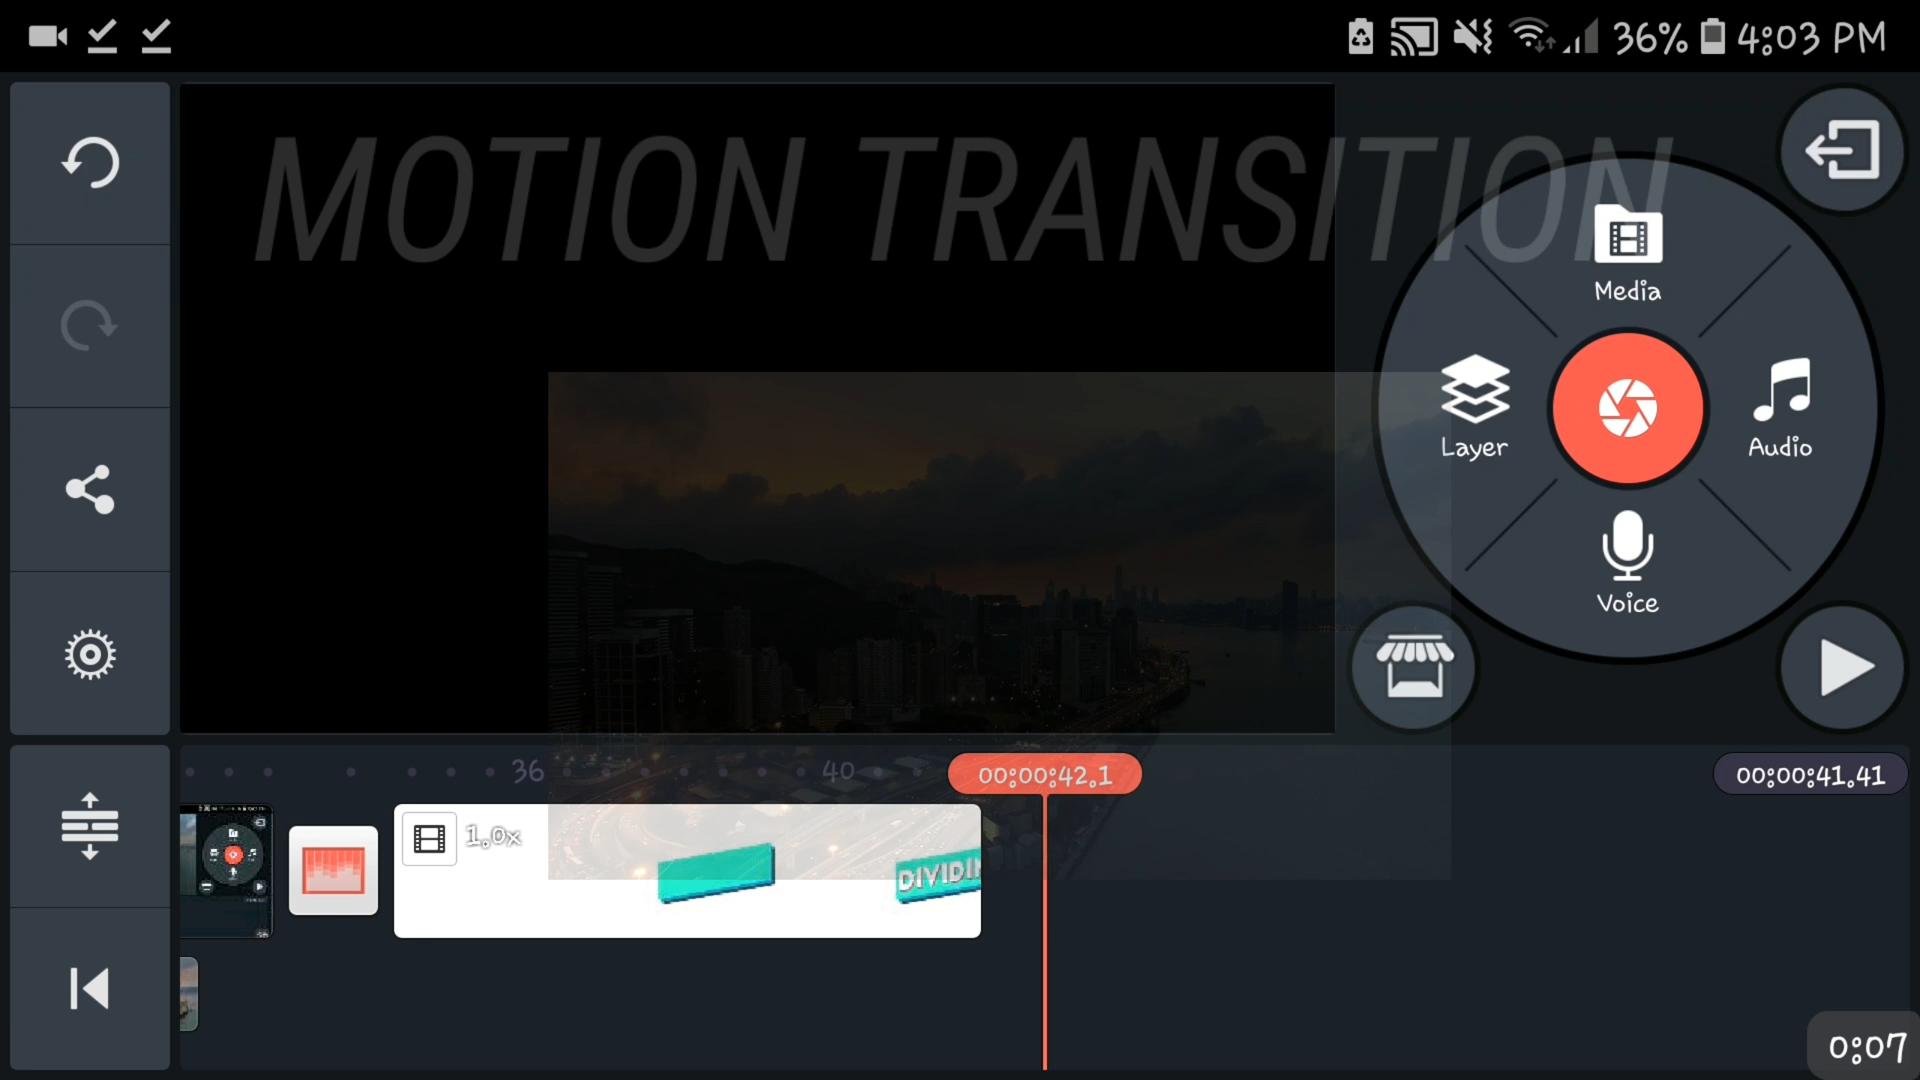 36% 4:03 PM
MOTION TRANSITION
Media
Layer
Audio
Voice
36
40
00:00:42.1
00:00:41.41
1.0x
DIVIDIN
0:07